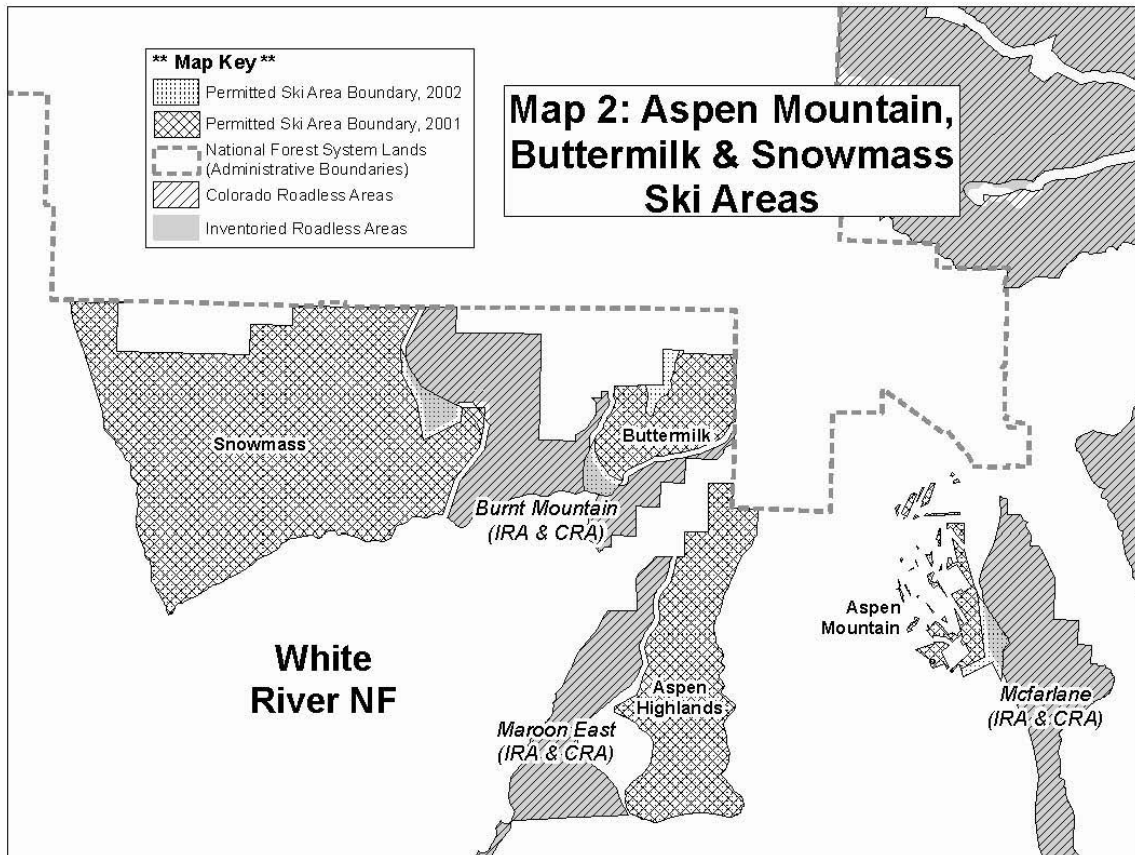 ** Map Key **
Permitted Ski Area Boundary, 2002
Permitted Ski Area Boundary, 2001
National Forest System Lands
(Administrative Boundaries)
Colorado Roadless Areas
Inventoried Roadless Areas
Map 2: Aspen Mountain,
Buttermilk & Snowmass
Ski Areas
Snowmass
Buttermilk
Burnt Mountain
(IRA & CRA)
Aspen
Mountain
White
River NF
Aspen
Highlands
Maroon East
(IRA & CRA)
Mcfarlane
(IRA & CRA)